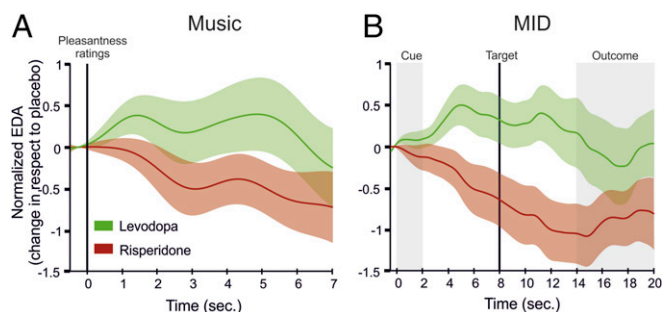 A
Music
Pleasantness
ratings
Normalized EDA
(change in respect to placebo)
1
0.5
0
-0.5
-1
-1.5
Levodopa
Risperidone
0 1 2 3 4 5 6 7
Time (sec.)
B
MID
Cue
Target
Outcome
1
0.5
0
-0.5
-1
-1.5
0 2 4 6 8 10 12 14 16 18 20
Time (sec.)